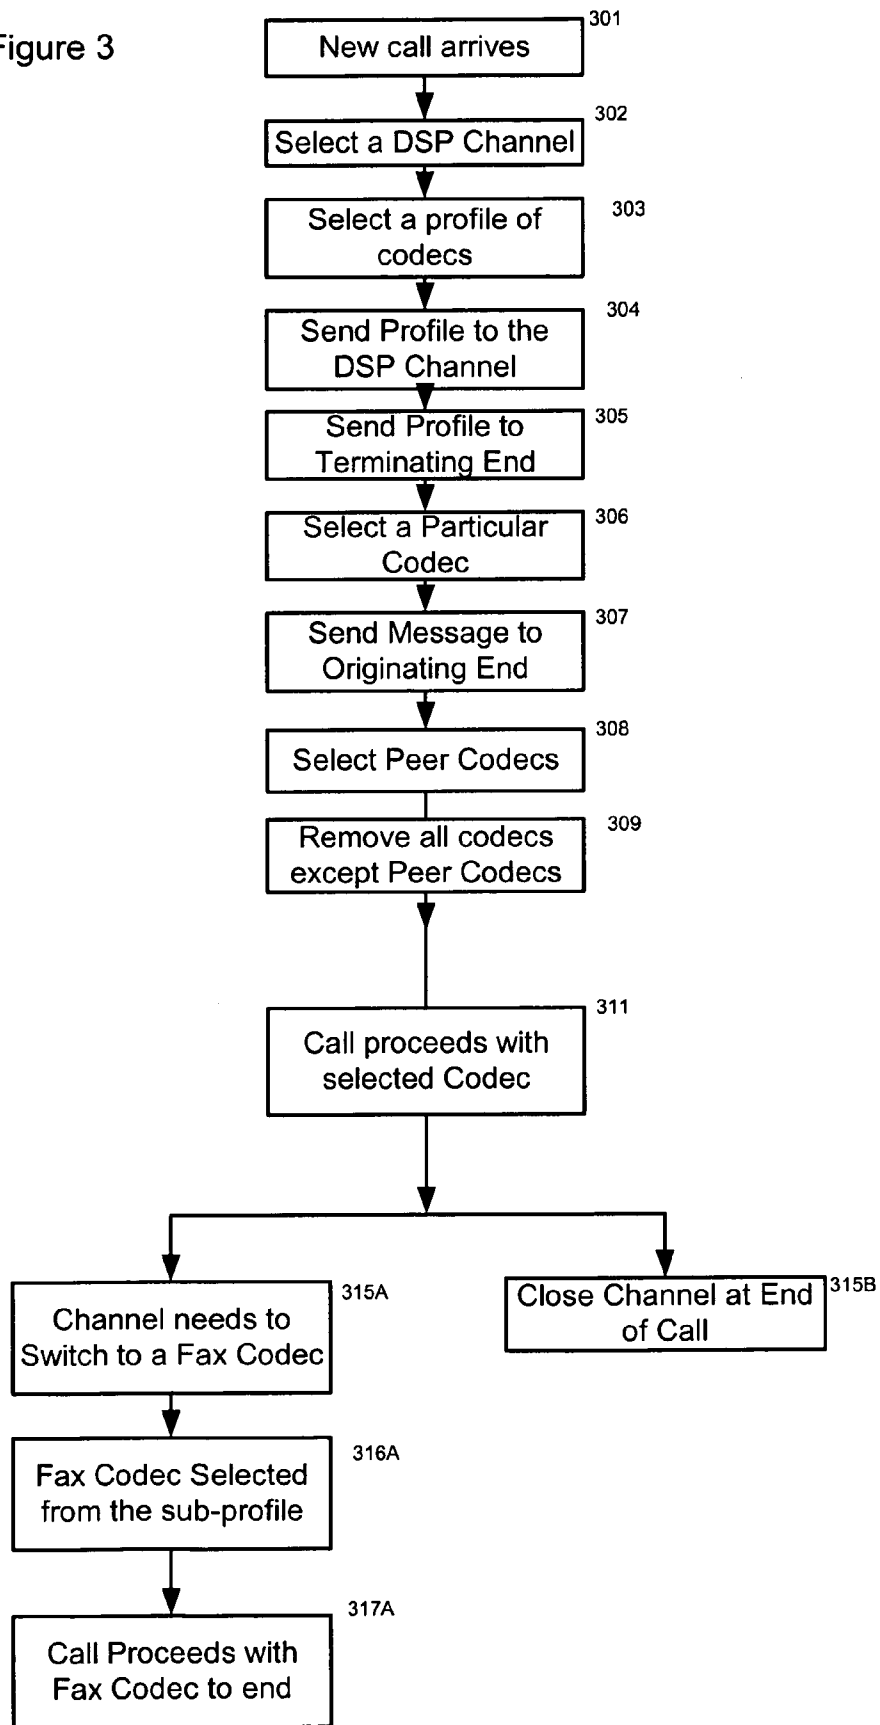 Figure 3
New call arrives
301
Select a DSP Channel
302
Select a profile of
codecs
303
Send Profile to the
DSP Channel
304
Send Profile to
Terminating End
305
Select a Particular
Codec
306
Send Message to
Originating End
307
Select Peer Codecs
308
Remove all codecs
except Peer Codecs
309
Call proceeds with
selected Codec
311
Channel needs to
Switch to a Fax Codec
315A
Close Channel at End
of Call
315B
Fax Codec Selected
from the sub-profile
316A
Call Proceeds with
Fax Codec to end
317A